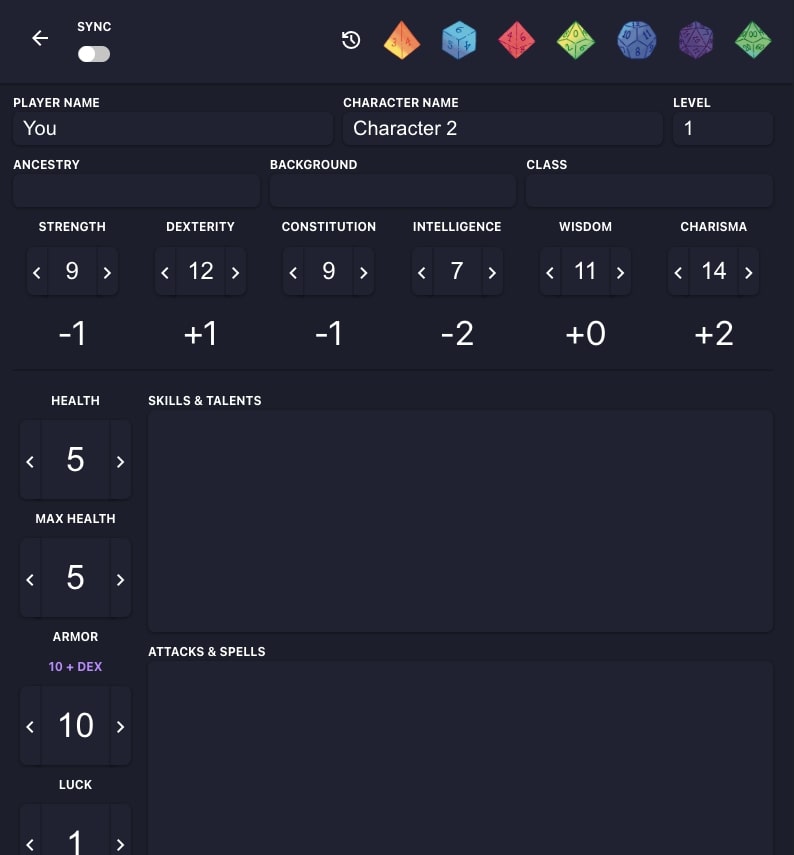 SYNC
PLAYER NAME CHARACTER NAME LEVEL
You Character 2 1
ANCESTRY BACKGROUND CLASS
STRENGTH DEXTERITY CONSTITUTION INTELLIGENCE WISDOM CHARISMA
9 12 9 7 11 14
-1 +1 -1 -2 +0 +2
HEALTH SKILLS & TALENTS
5
MAX HEALTH
5
ARMOR
ATTACKS & SPELLS
10 + DEX
10
LUCK
1